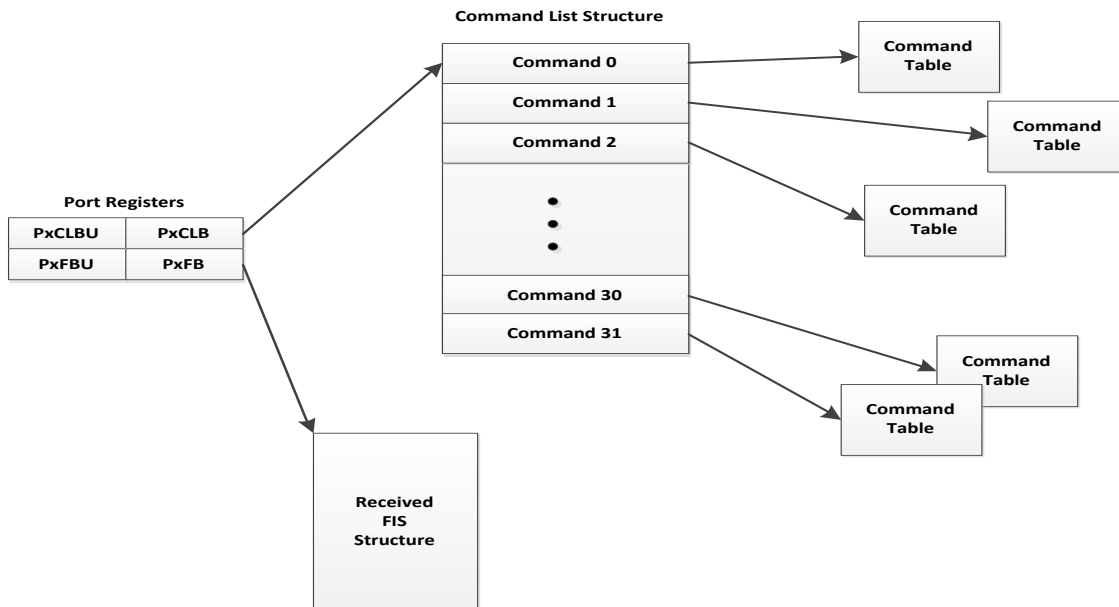 Command List Structure
Command 0
Command 1
Command 2
Command 30
Command 31
Command
Table
Command
Table
Command
Table
Command
Table
Command
Table
Port Registers
PxCLBU PxCLB
PxFBU PxFB
Received
FIS
Structure